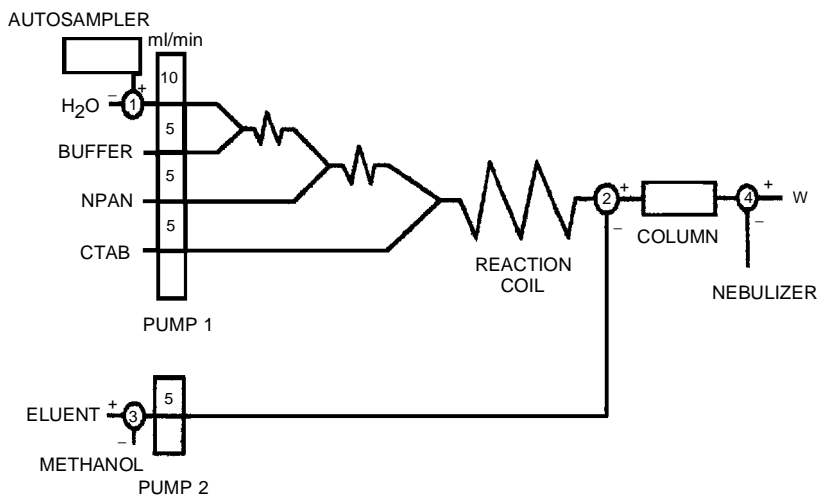 AUTOSAMPLER
ml/min
10
H2O − 1 +
5
BUFFER
5
NPAN
5
CTAB
PUMP 1
REACTION
COIL
2 + −
COLUMN
4 + − W
NEBULIZER
5
ELUENT + 3 −
METHANOL
PUMP 2